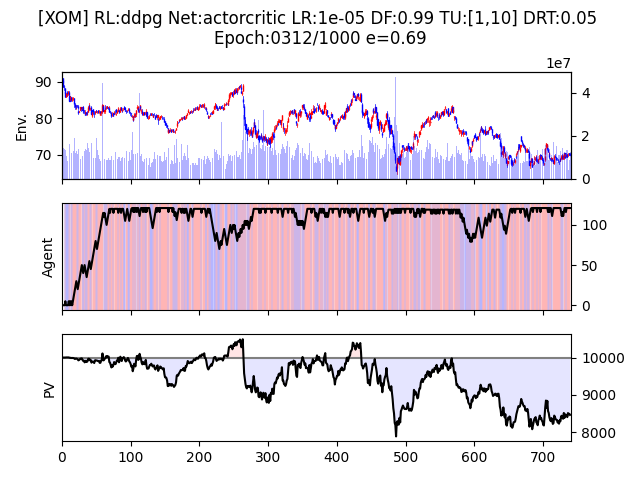 [XOM] RL:ddpg Net:actorcritic LR:1e-05 DF:0.99 TU:[1,10] DRT:0.05
Epoch:0312/1000 e=0.69
1e7
Env.
90
80
70
4
2
0
Agent
100
50
0
PV
10000
9000
8000
0 100 200 300 400 500 600 700